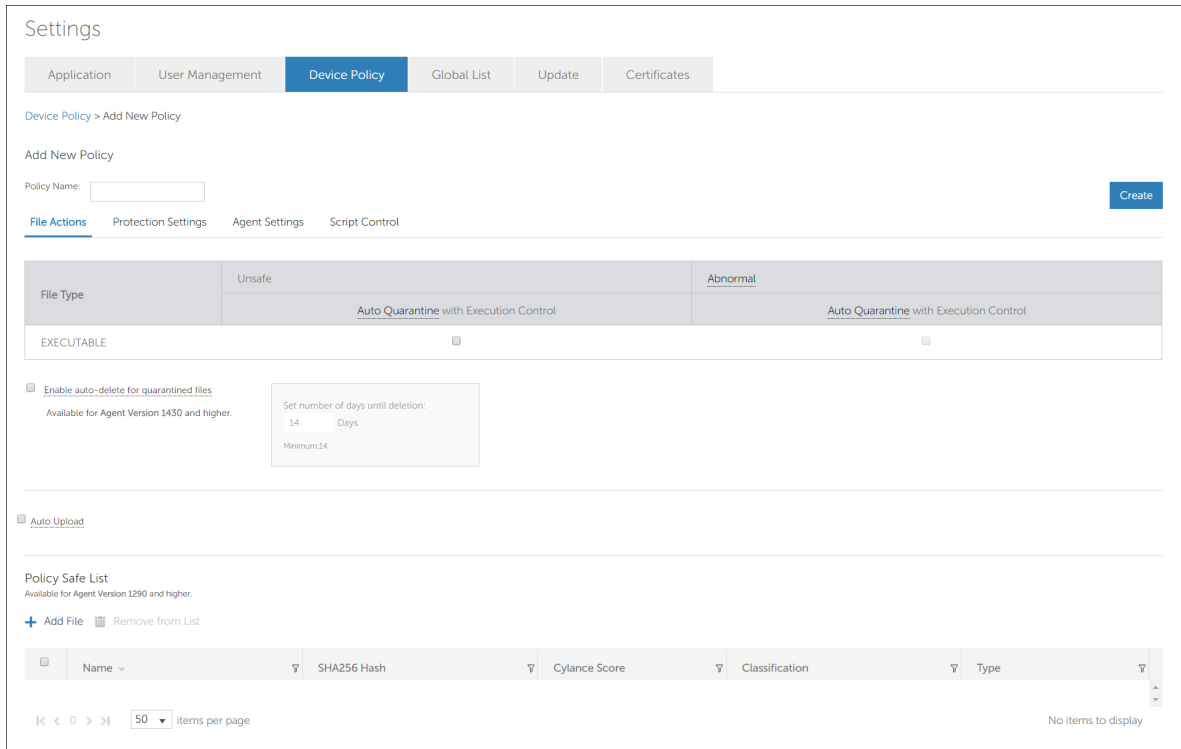 Settings
Application User Management Device Policy Global List Update Certificates
Device Policy > Add New Policy
Add New Policy
Policy Name:
Create
File Actions Protection Settings Agent Settings Script Control
File Type Unsafe Abnormal
Auto Quarantine with Execution Control Auto Quarantine with Execution Control
EXECUTABLE
Enable auto-delete for quarantined files
Available for Agent Version 1430 and higher.
Set number of days until deletion:
14 Days
Minimum:14
Auto Upload
Policy Safe List
Available for Agent Version 1290 and higher.
Add File Remove from List
Name SHA256 Hash Cylance Score Classification Type
0 50 items per page No items to display